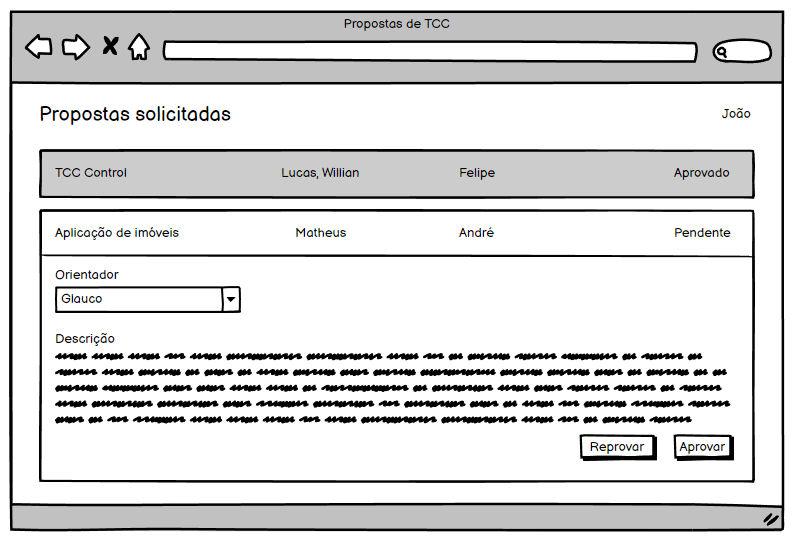 Propostas de TCC
Propostas solicitadas
João
TCC Control Lucas, Willian Felipe Aprovado
Aplicação de imóveis Matheus André Pendente
Orientador
Glauco
Descrição
Reprovar Aprovar